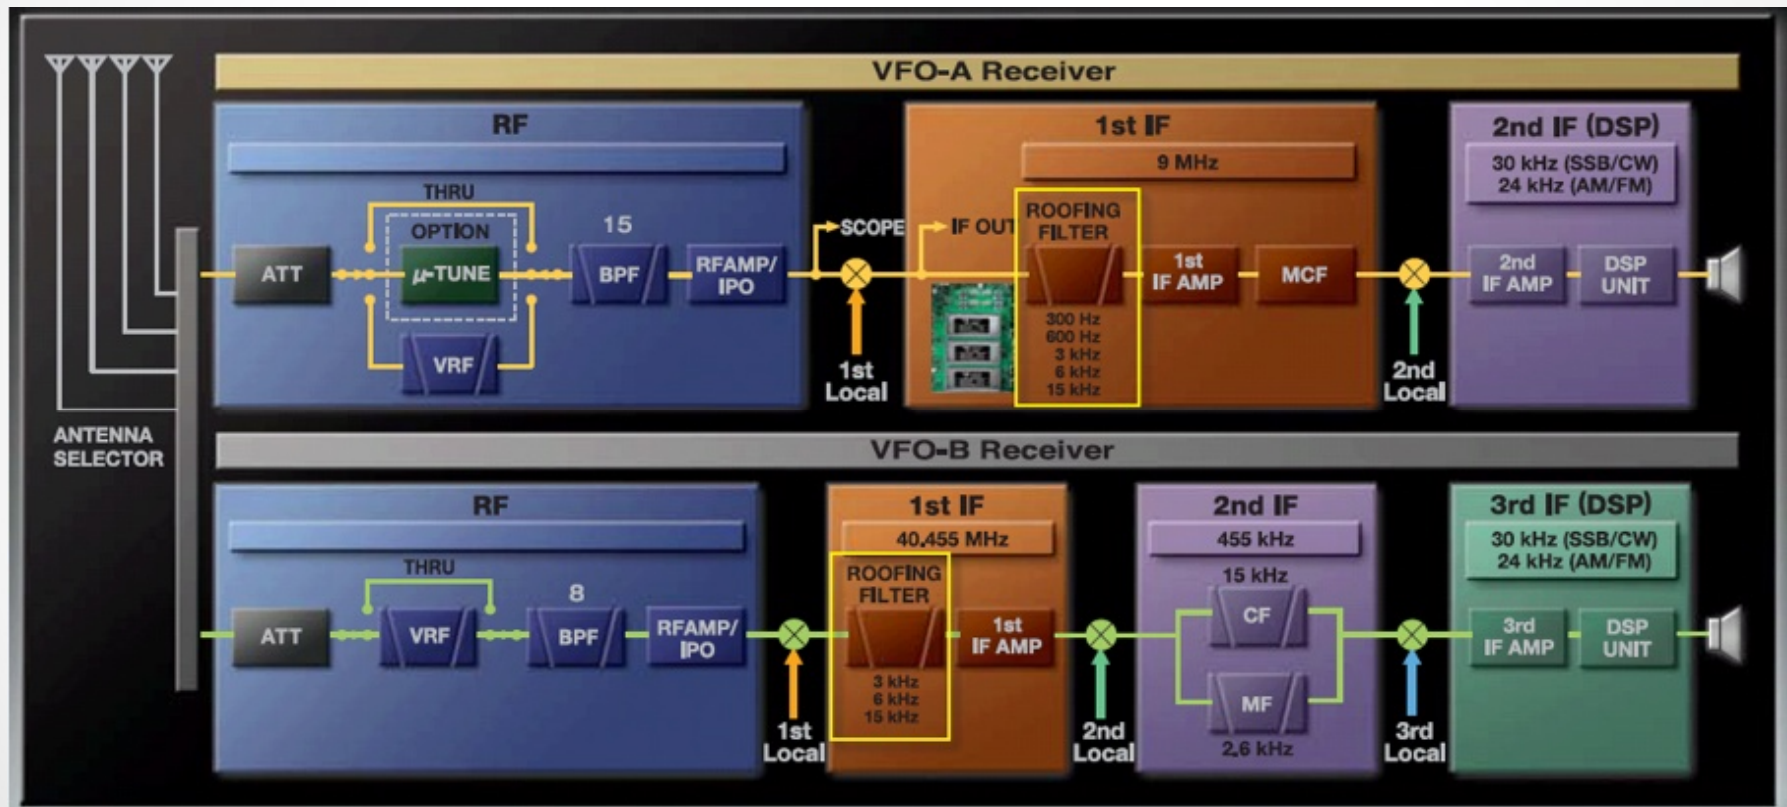 VFO-A Receiver
RF
THRU
OPTION
ATT
µ-TUNE
VRF
15
BPF
RFAMP/
IPO
SCOPE
1st
Local
1st IF
9 MHz
IF OUT
ROOFING
FILTER
300 Hz
600 Hz
3 kHz
6 kHz
15 kHz
1st
IF AMP
MCF
2nd
Local
2nd IF (DSP)
30 kHz (SSB/CW)
24 kHz (AM/FM)
2nd
IF AMP
DSP
UNIT
ANTENNA
SELECTOR
VFO-B Receiver
RF
THRU
ATT
VRF
8
BPF
RFAMP/
IPO
1st
Local
1st IF
40.455 MHz
ROOFING
FILTER
3 kHz
6 kHz
15 kHz
1st
IF AMP
2nd
Local
2nd IF
455 kHz
15 kHz
CF
MF
2.6 kHz
3rd
Local
3rd IF (DSP)
30 kHz (SSB/CW)
24 kHz (AM/FM)
3rd
IF AMP
DSP
UNIT